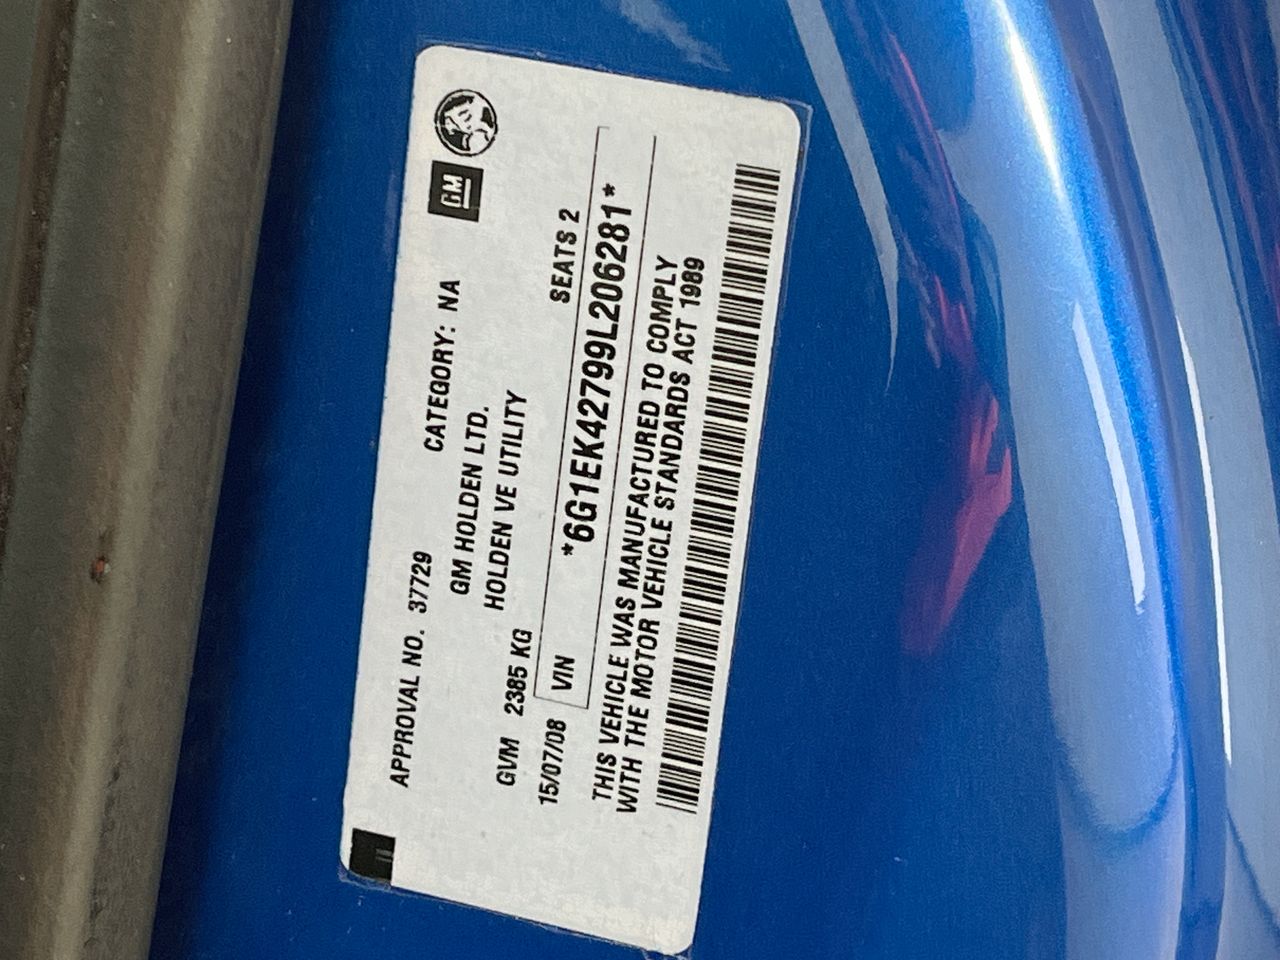 APPROVAL NO. 37729 CATEGORY: NA GM
GM HOLDEN LTD.
HOLDEN VE UTILITY
GVM 2385 KG
15/07/08 SEATS 2
VIN *6G1EK42799L206281*
THIS VEHICLE WAS MANUFACTURED TO COMPLY
WITH THE MOTOR VEHICLE STANDARDS ACT 1989